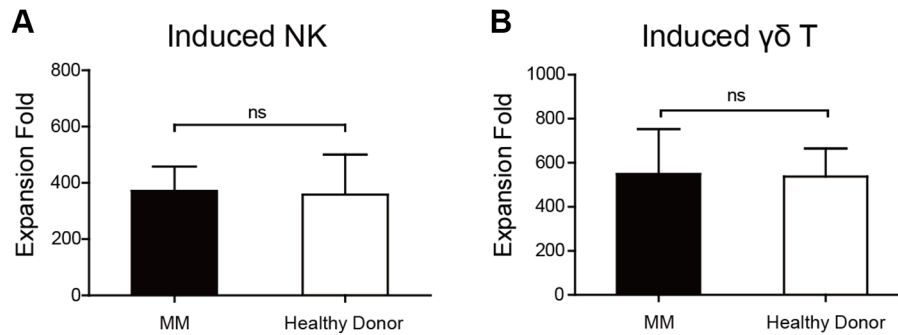 A
Induced NK
Expansion Fold
800
600
400
200
0
ns
MM
Healthy Donor
B
Induced γδ T
Expansion Fold
1000
800
600
400
200
0
ns
MM
Healthy Donor